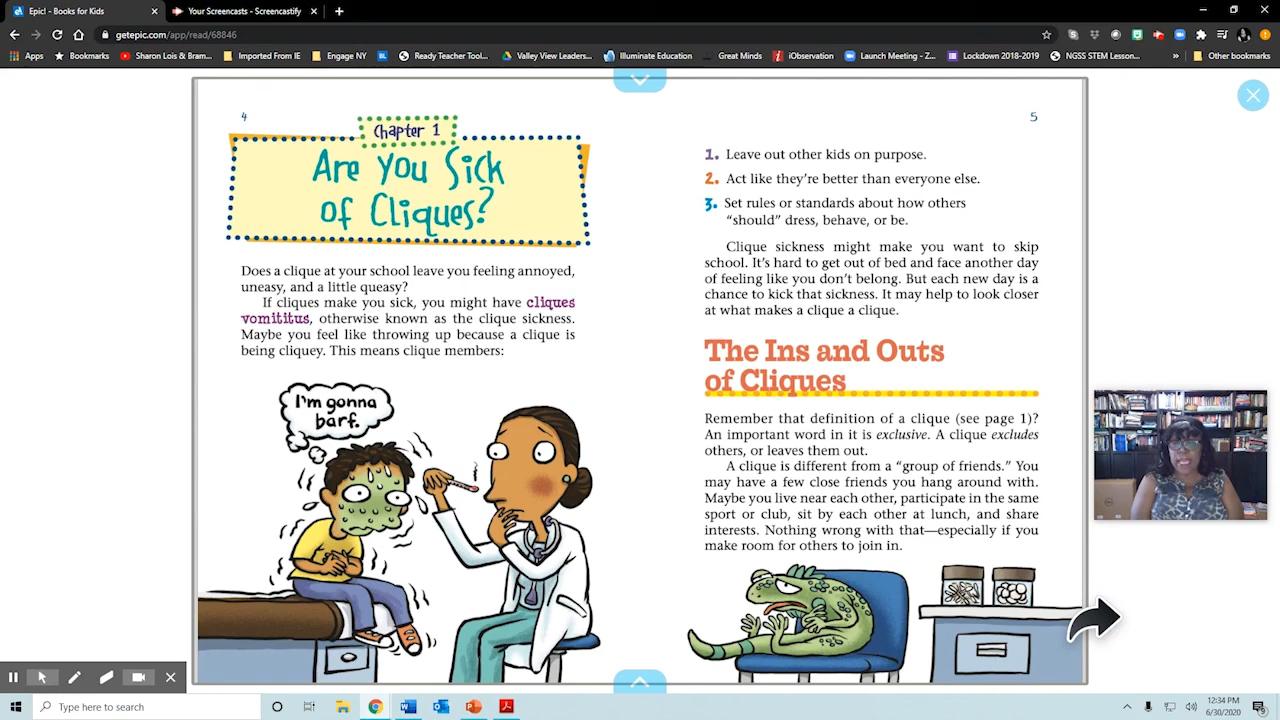 Epic! - Books for Kids
Your Screencasts - Screencastify
getepic.com/app/read/68846
Apps
Bookmarks
Sharon Lois & Bram...
Imported From IE
Engage NY
BL
Ready Teacher Tool...
Valley View Leaders...
Illuminate Education
Great Minds
iObservation
Launch Meeting - Z...
Lockdown 2018-2019
NGSS STEM Lesson...
Other bookmarks
4
Chapter 1
Are You Sick
of Cliques?
Does a clique at your school leave you feeling annoyed,
uneasy, and a little queasy?
If cliques make you sick, you might have cliques
vomititus, otherwise known as the clique sickness.
Maybe you feel like throwing up because a clique is
being cliquey. This means clique members:
I'm gonna
barf.
5
1. Leave out other kids on purpose.
2. Act like they're better than everyone else.
3. Set rules or standards about how others
"should" dress, behave, or be.
Clique sickness might make you want to skip
school. It's hard to get out of bed and face another day
of feeling like you don't belong. But each new day is a
chance to kick that sickness. It may help to look closer
at what makes a clique a clique.
The Ins and Outs
of Cliques
Remember that definition of a clique (see page 1)?
An important word in it is exclusive. A clique excludes
others, or leaves them out.
A clique is different from a "group of friends." You
may have a few close friends you hang around with.
Maybe you live near each other, participate in the same
sport or club, sit by each other at lunch, and share
interests. Nothing wrong with that—especially if you
make room for others to join in.
Type here to search
12:34 PM
6/30/2020